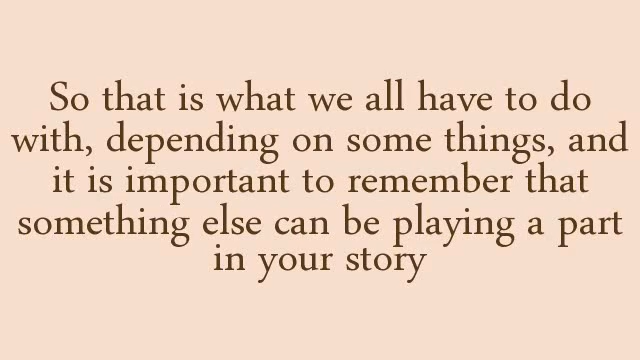 So that is what we all have to do
with, depending on some things, and
it is important to remember that
something else can be playing a part
in your story